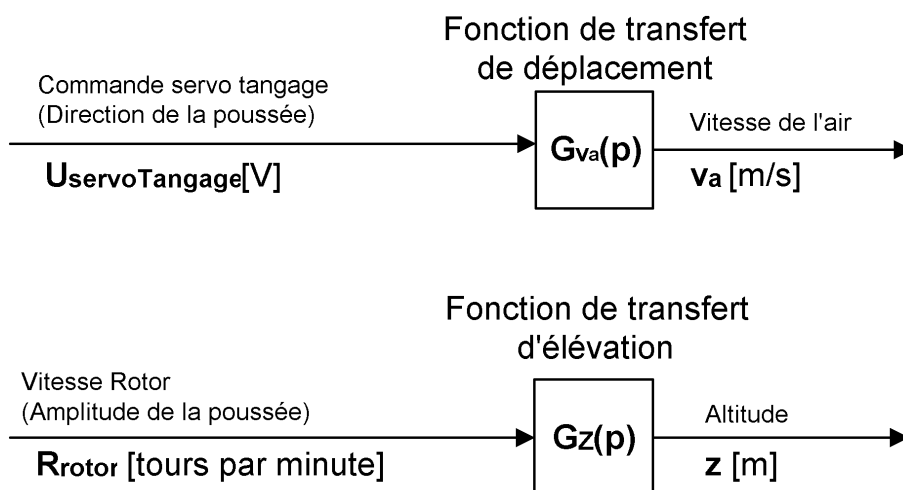 Fonction de transfert
de déplacement
Commande servo tangage
(Direction de la poussée)
UservoTangage[V]
Gva(p)
Vitesse de l'air
va [m/s]
Fonction de transfert
d'élévation
Vitesse Rotor
(Amplitude de la poussée)
Rrotor [tours par minute]
Gz(p)
Altitude
z [m]